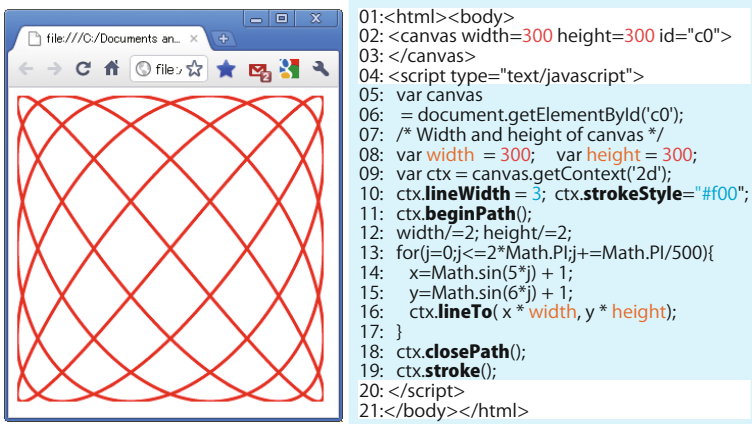 file:///C:/Documents an...
file:/
2
01:<html><body>
02: <canvas width=300 height=300 id="c0">
03: </canvas>
04: <script type="text/javascript">
05: var canvas
06: = document.getElementById('c0');
07: /* Width and height of canvas */
08: var width = 300; var height = 300;
09: var ctx = canvas.getContext('2d');
10: ctx.lineWidth = 3; ctx.strokeStyle="#f00";
11: ctx.beginPath();
12: width/=2; height/=2;
13: for(j=0;j<=2*Math.PI;j+=Math.PI/500){
14: x=Math.sin(5*j) + 1;
15: y=Math.sin(6*j) + 1;
16: ctx.lineTo( x * width, y * height);
17: }
18: ctx.closePath();
19: ctx.stroke();
20: </script>
21:</body></html>